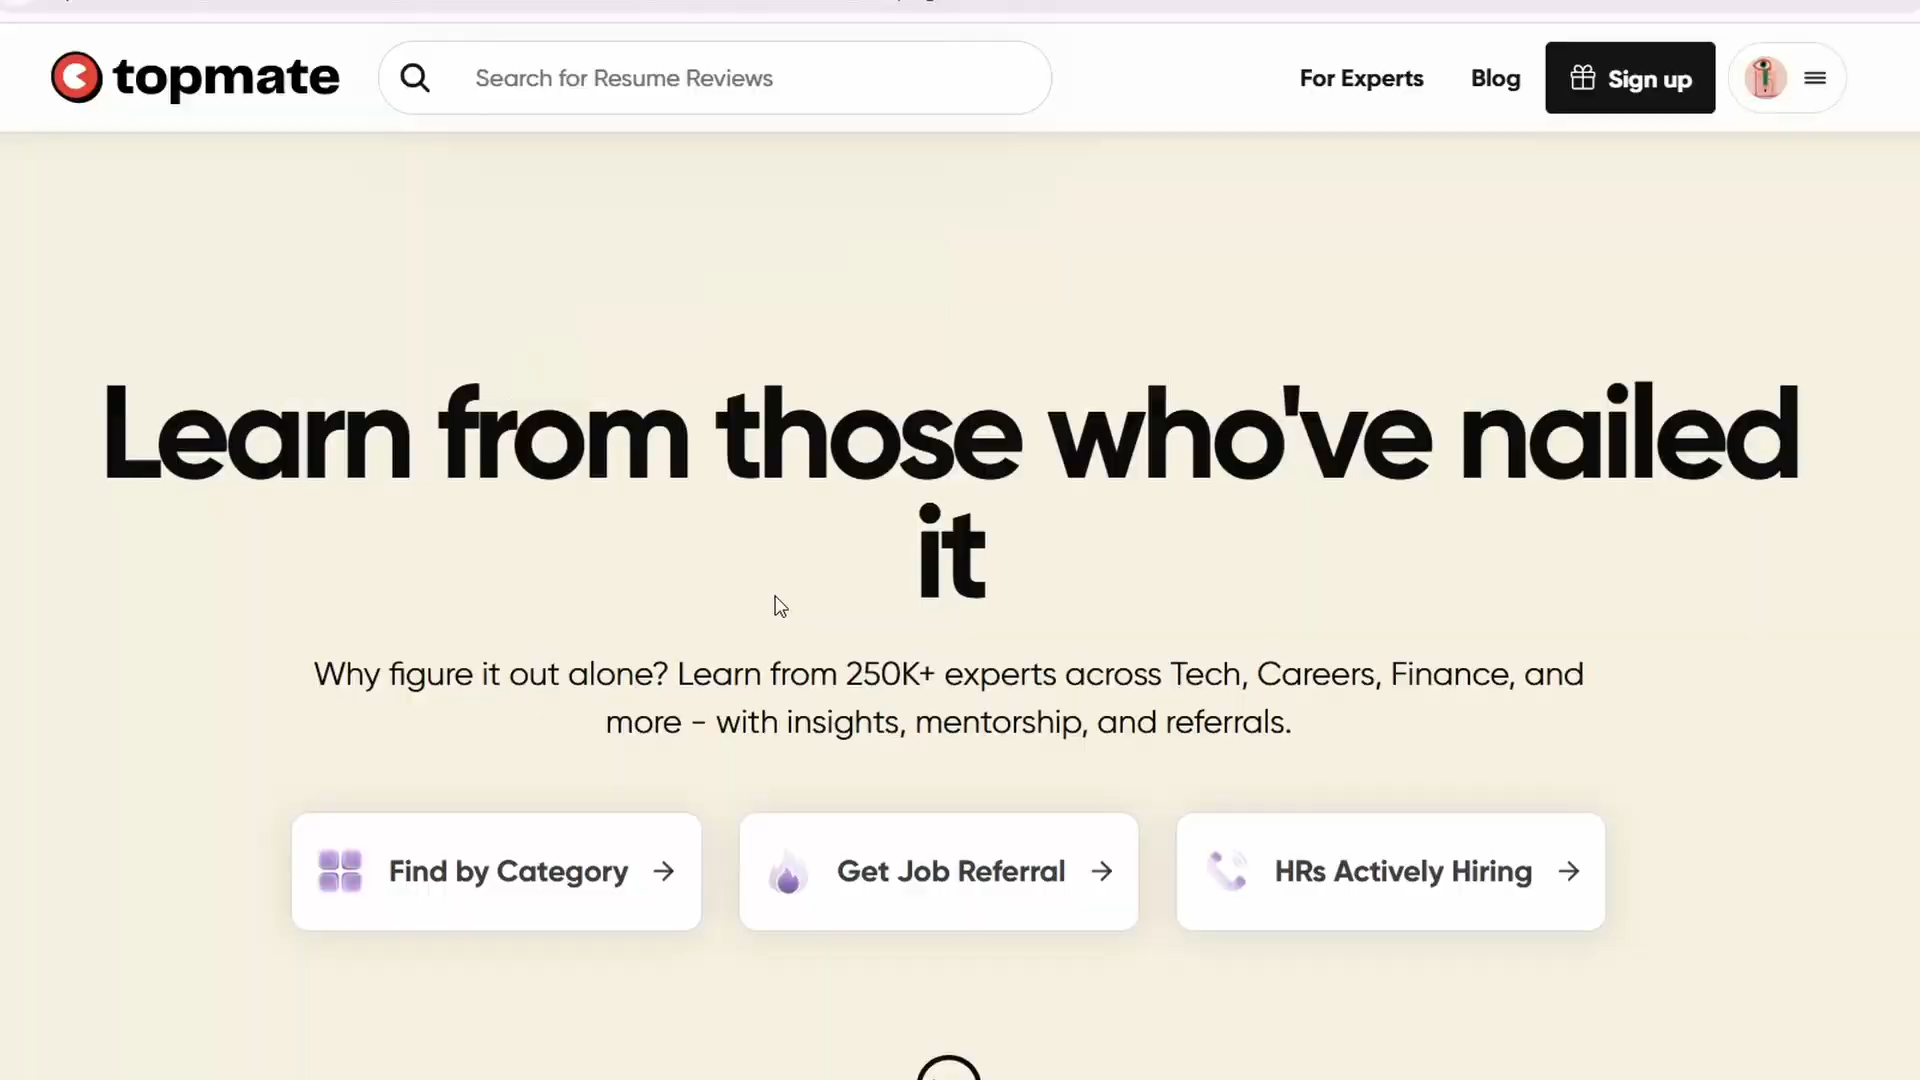 topmate
Search for Resume Reviews
For Experts
Blog
Sign up
Learn from those who've nailed
it
Why figure it out alone? Learn from 250K+ experts across Tech, Careers, Finance, and
more - with insights, mentorship, and referrals.
Find by Category →
Get Job Referral →
HRs Actively Hiring →